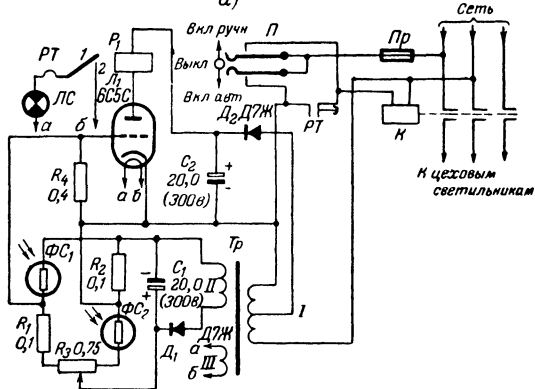 а)
Сеть
Вкл ручн
П
Пр
Выкл
Вкл авт
РТ
К
К цеховым
светильникам
РТ
1
2
ЛС
а
б
Р₁
Л₁
6С5С
а б
Д₂ Д7Ж
С₂
20,0
(300в)
+
-
R₄
0,4
ФС₁
R₂
0,1
ФС₂
-
С₁
20,0
(300в)
+
R₁
0,1
R₃ 0,75
Д₁
Д7Ж
Тр
II
I
а
III
б